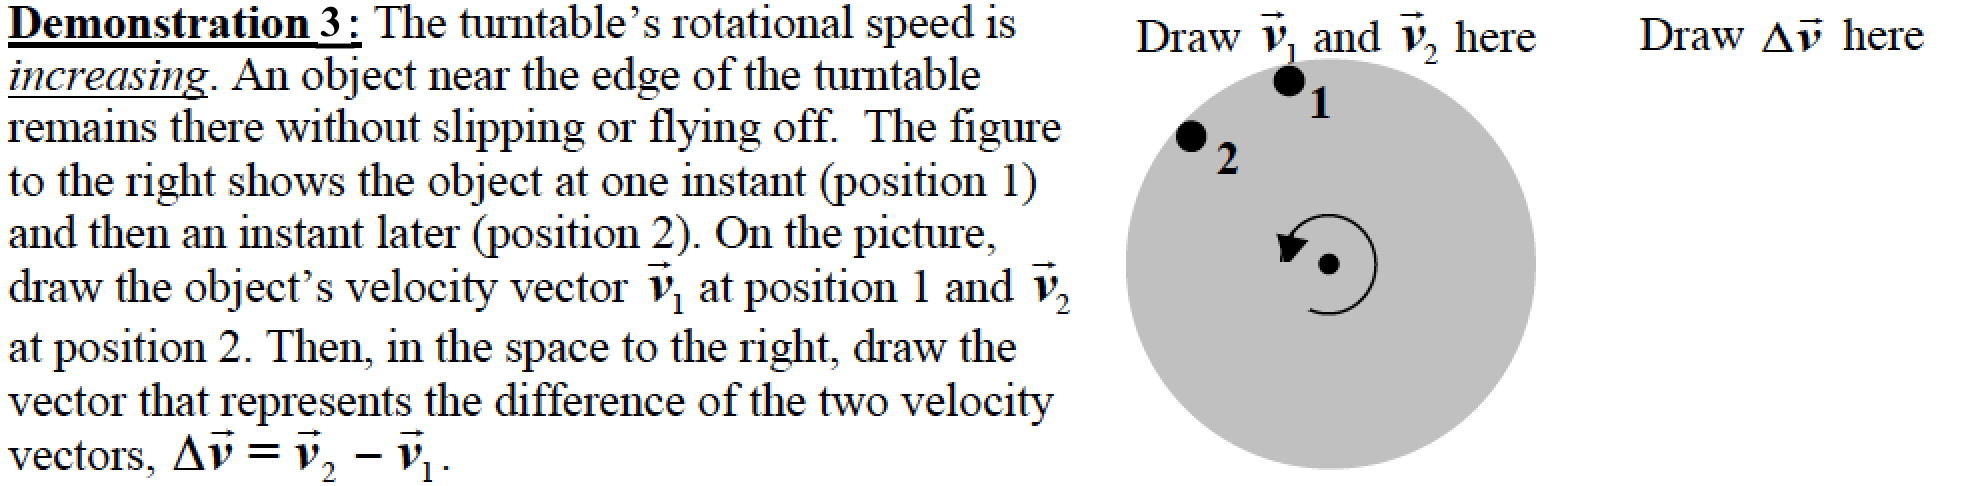 Demonstration 3: The turntable’s rotational speed is
increasing. An object near the edge of the turntable
remains there without slipping or flying off. The figure
to the right shows the object at one instant (position 1)
and then an instant later (position 2). On the picture,
draw the object’s velocity vector v⃗₁ at position 1 and v⃗₂
at position 2. Then, in the space to the right, draw the
vector that represents the difference of the two velocity
vectors, Δv⃗ = v⃗₂ − v⃗₁.
Draw v⃗₁ and v⃗₂ here
1
2
Draw Δv⃗ here